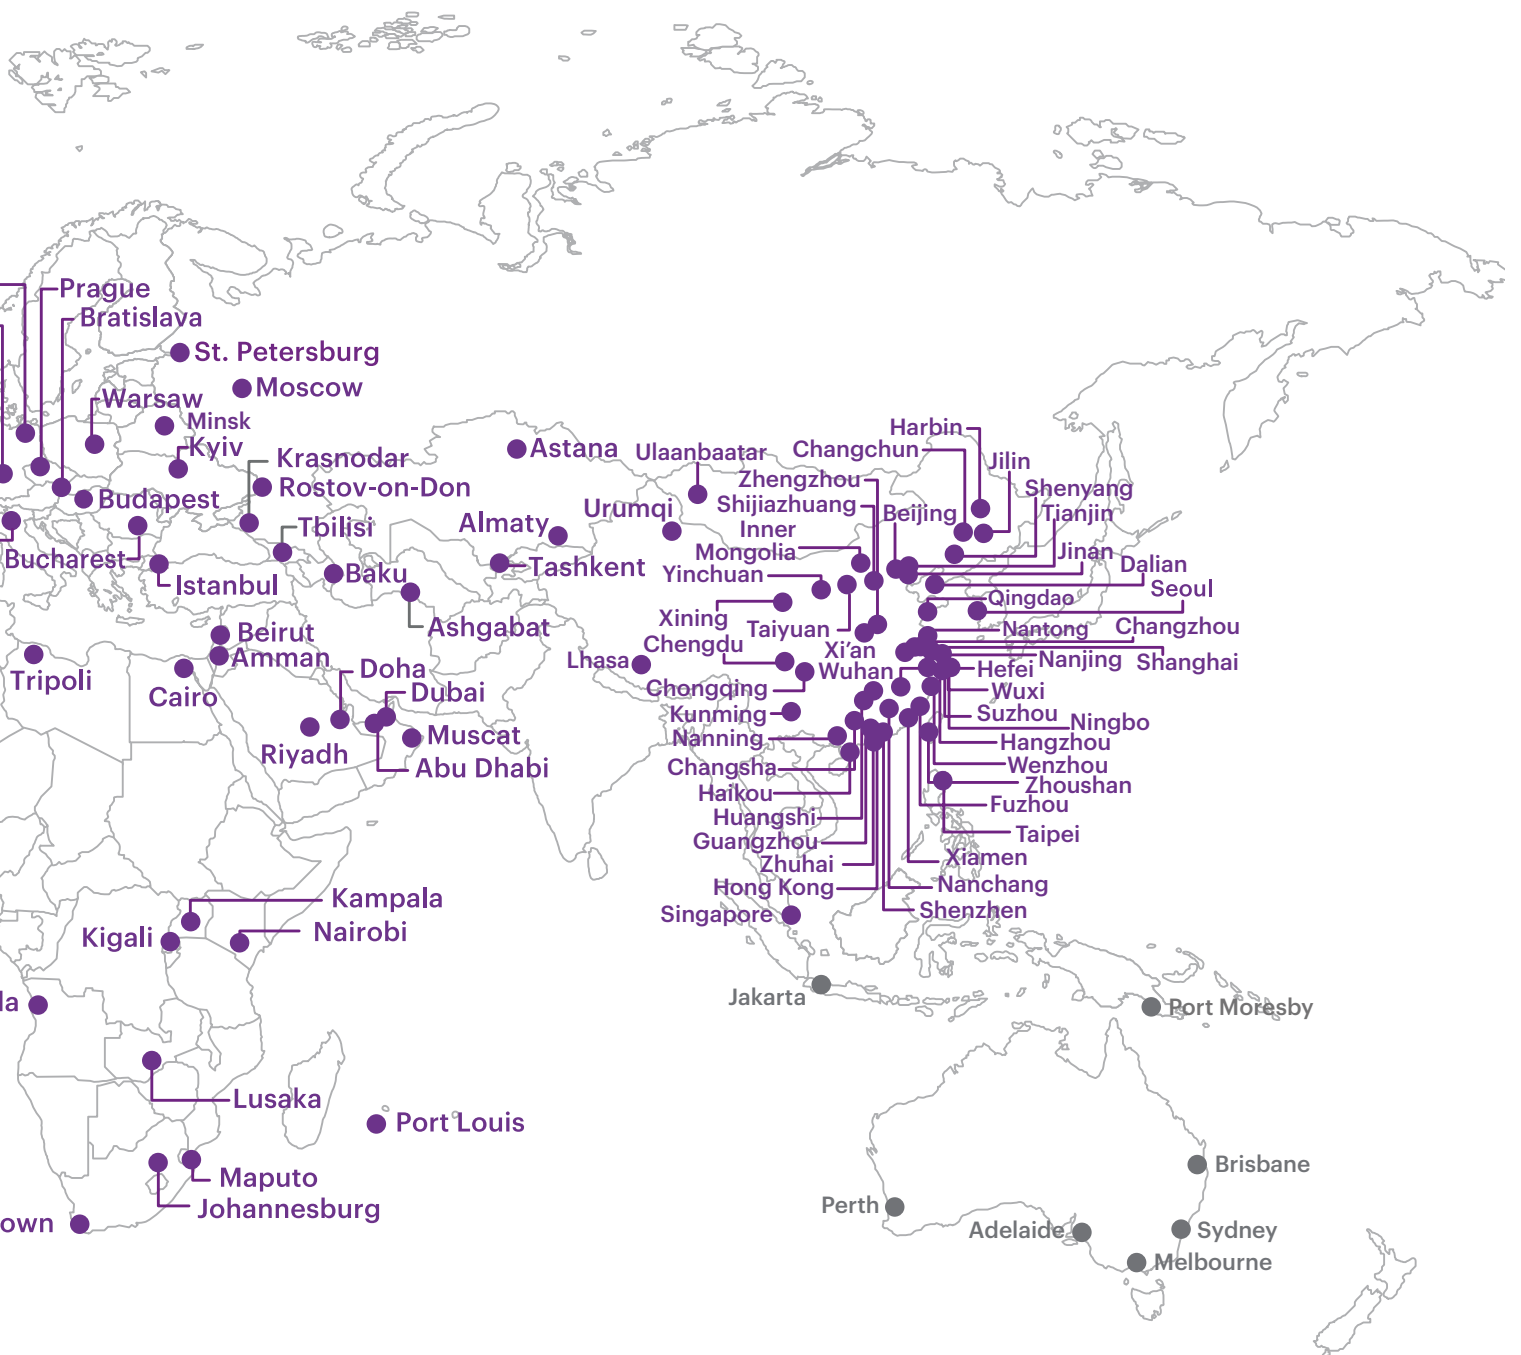 Prague
Bratislava
St. Petersburg
Moscow
Warsaw
Minsk
Kyiv
Krasnodar
Rostov-on-Don
Budapest
Tbilisi
Bucharest
Istanbul
Baku
Ashgabat
Astana
Almaty
Tashkent
Beirut
Amman
Tripoli
Cairo
Doha
Dubai
Riyadh
Muscat
Abu Dhabi
Kampala
Kigali
Nairobi
la
Lusaka
Port Louis
Maputo
Johannesburg
own
Ulaanbaatar
Urumqi
Harbin
Changchun
Jilin
Zhengzhou
Shijiazhuang
Shenyang
Beijing
Tianjin
Inner
Mongolia
Jinan
Dalian
Yinchuan
Seoul
Qingdao
Xining
Taiyuan
Nantong
Changzhou
Chengdu
Xi'an
Lhasa
Wuhan
Nanjing
Shanghai
Hefei
Chongqing
Wuxi
Kunming
Suzhou
Ningbo
Nanning
Hangzhou
Changsha
Wenzhou
Haikou
Zhoushan
Fuzhou
Huangshi
Taipei
Guangzhou
Xiamen
Zhuhai
Hong Kong
Nanchang
Singapore
Shenzhen
Jakarta
Port Moresby
Brisbane
Perth
Adelaide
Sydney
Melbourne